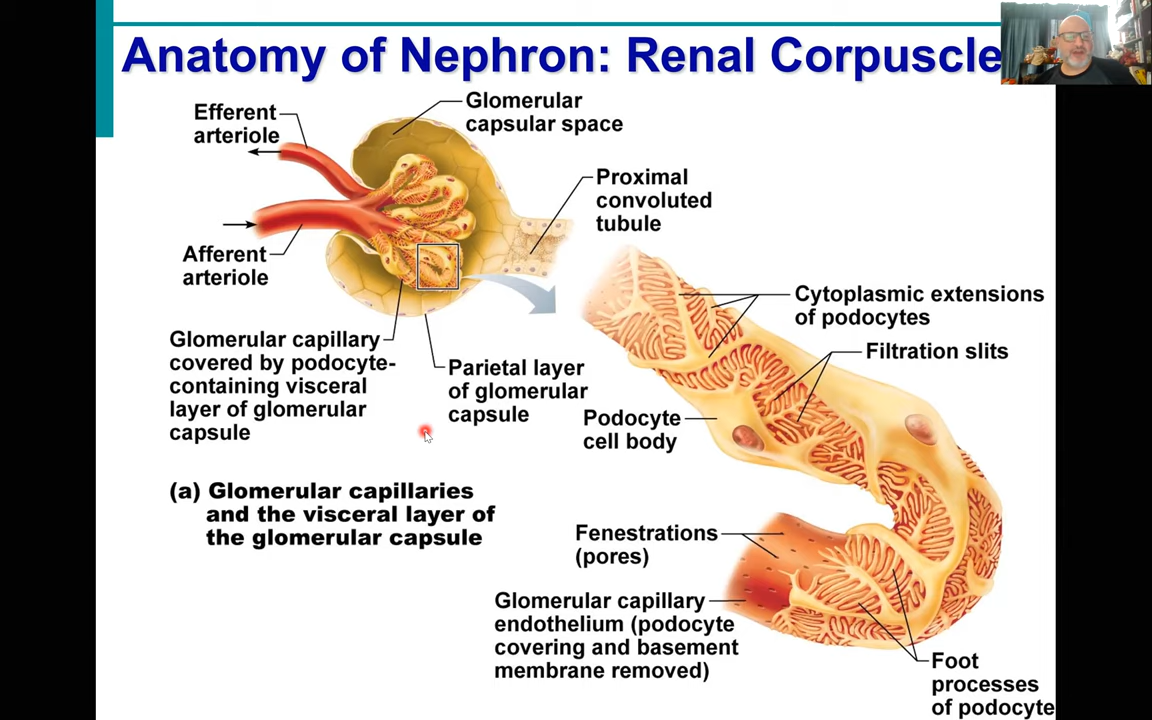 Anatomy of Nephron: Renal Corpuscle
Efferent
arteriole
Glomerular
capsular space
Proximal
convoluted
tubule
Afferent
arteriole
Cytoplasmic extensions
of podocytes
Filtration slits
Glomerular capillary
covered by podocyte-
containing visceral
layer of glomerular
capsule
Parietal layer
of glomerular
capsule
Podocyte
cell body
(a) Glomerular capillaries
and the visceral layer of
the glomerular capsule
Fenestrations
(pores)
Glomerular capillary
endothelium (podocyte
covering and basement
membrane removed)
Foot
processes
of podocyte